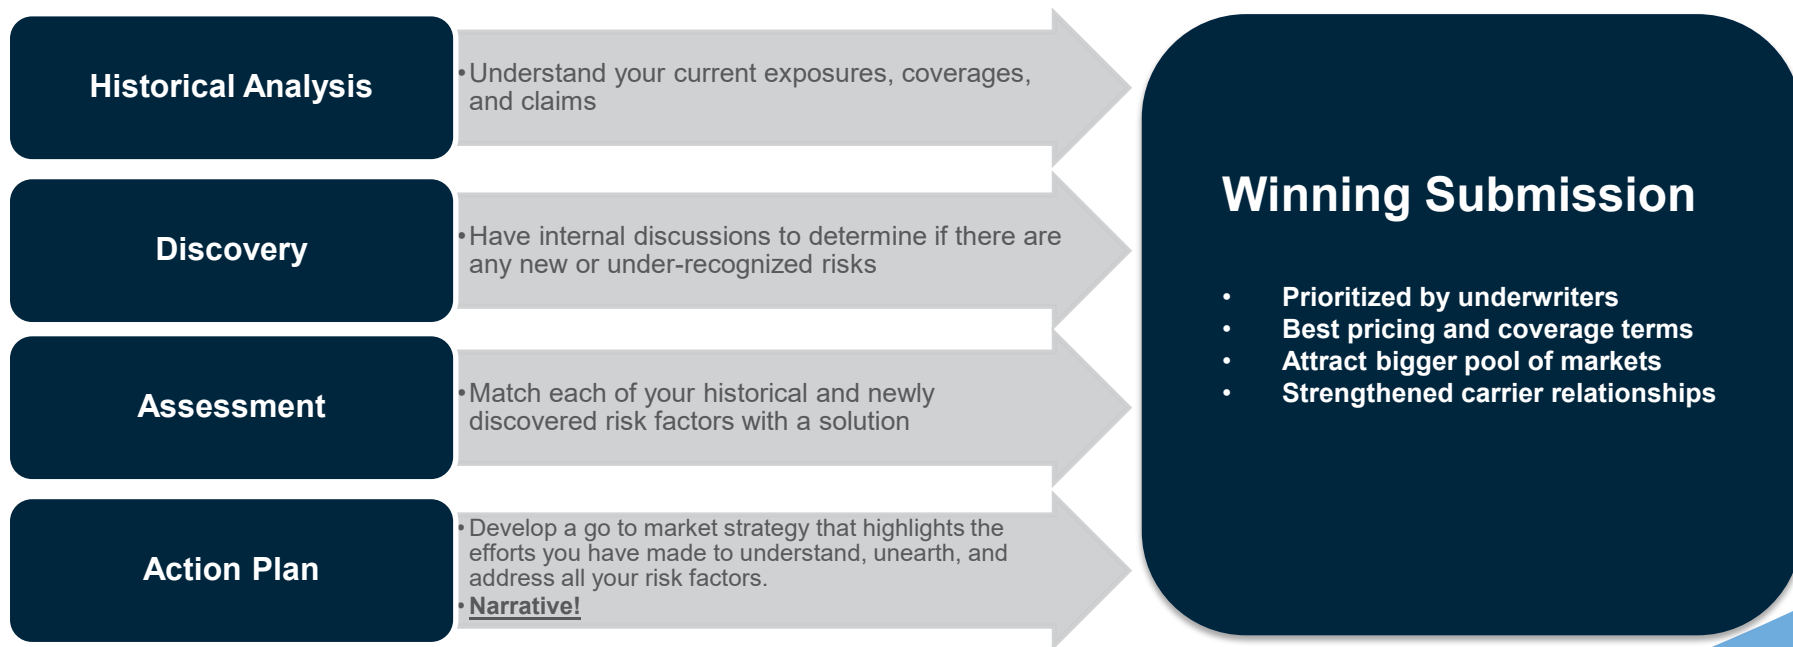 Historical Analysis
•Understand your current exposures, coverages,
and claims
Discovery
•Have internal discussions to determine if there are
any new or under-recognized risks
Assessment
•Match each of your historical and newly
discovered risk factors with a solution
Action Plan
•Develop a go to market strategy that highlights the
efforts you have made to understand, unearth, and
address all your risk factors.
•Narrative!
Winning Submission
• Prioritized by underwriters
• Best pricing and coverage terms
• Attract bigger pool of markets
• Strengthened carrier relationships